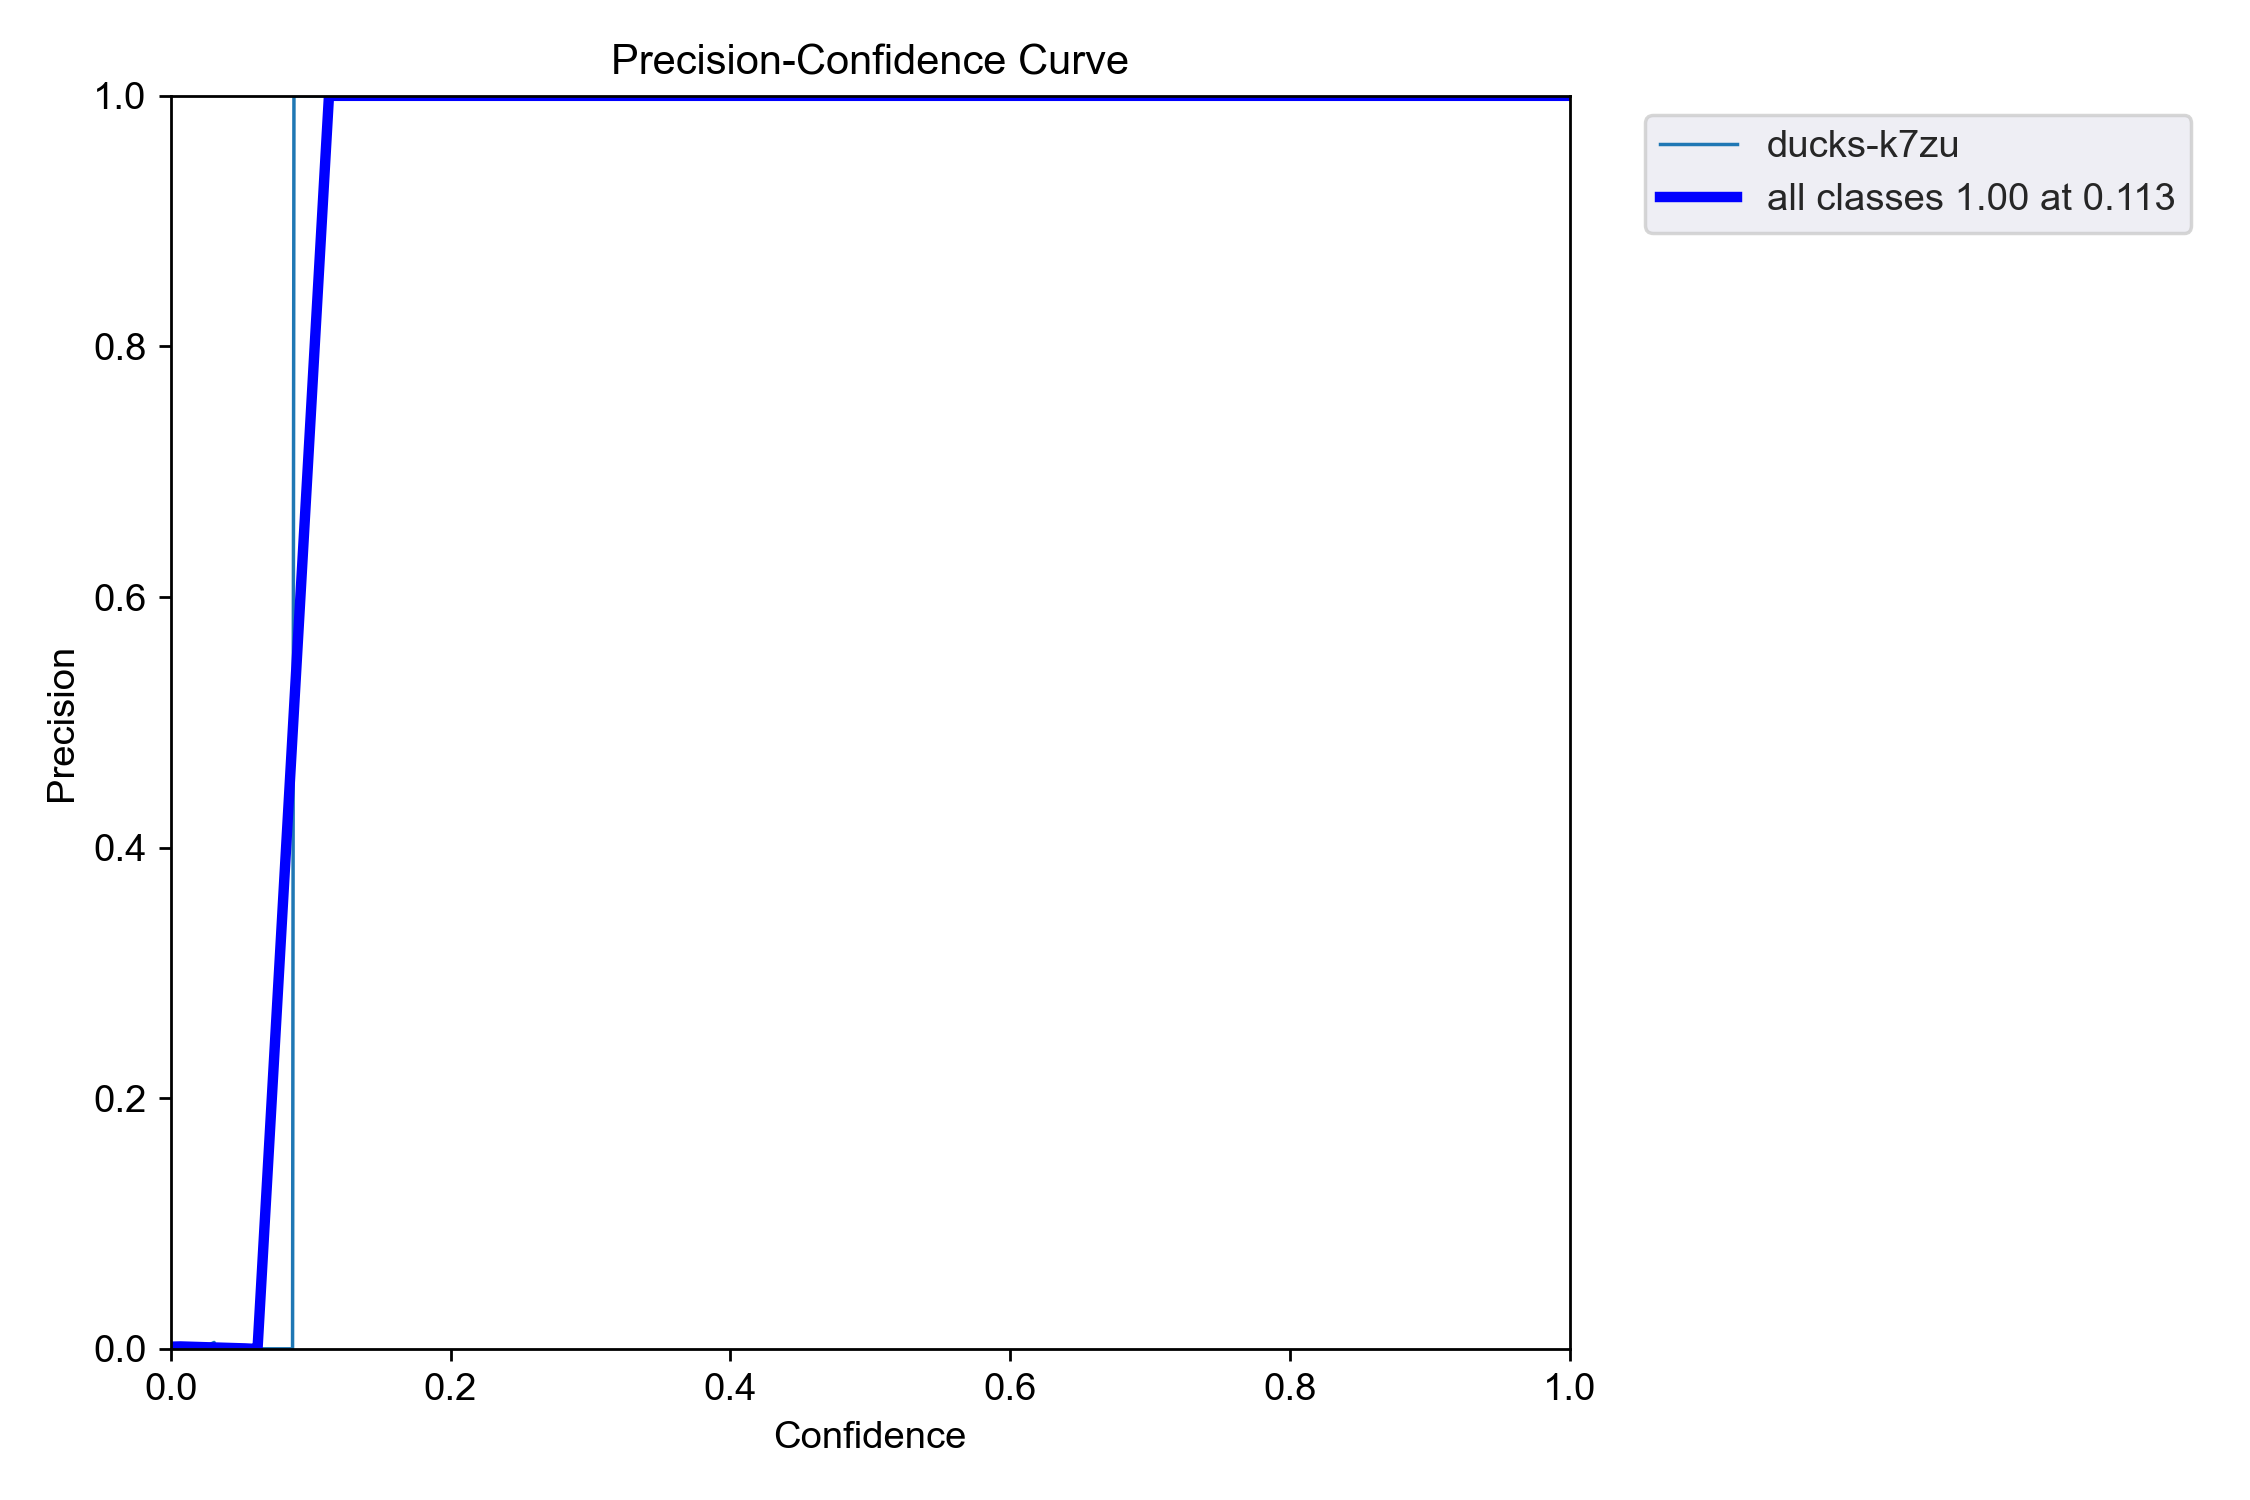 Precision-Confidence Curve
1.0
0.8
0.6
0.4
0.2
0.0
Precision
0.0 0.2 0.4 0.6 0.8 1.0
Confidence
ducks-k7zu
all classes 1.00 at 0.113